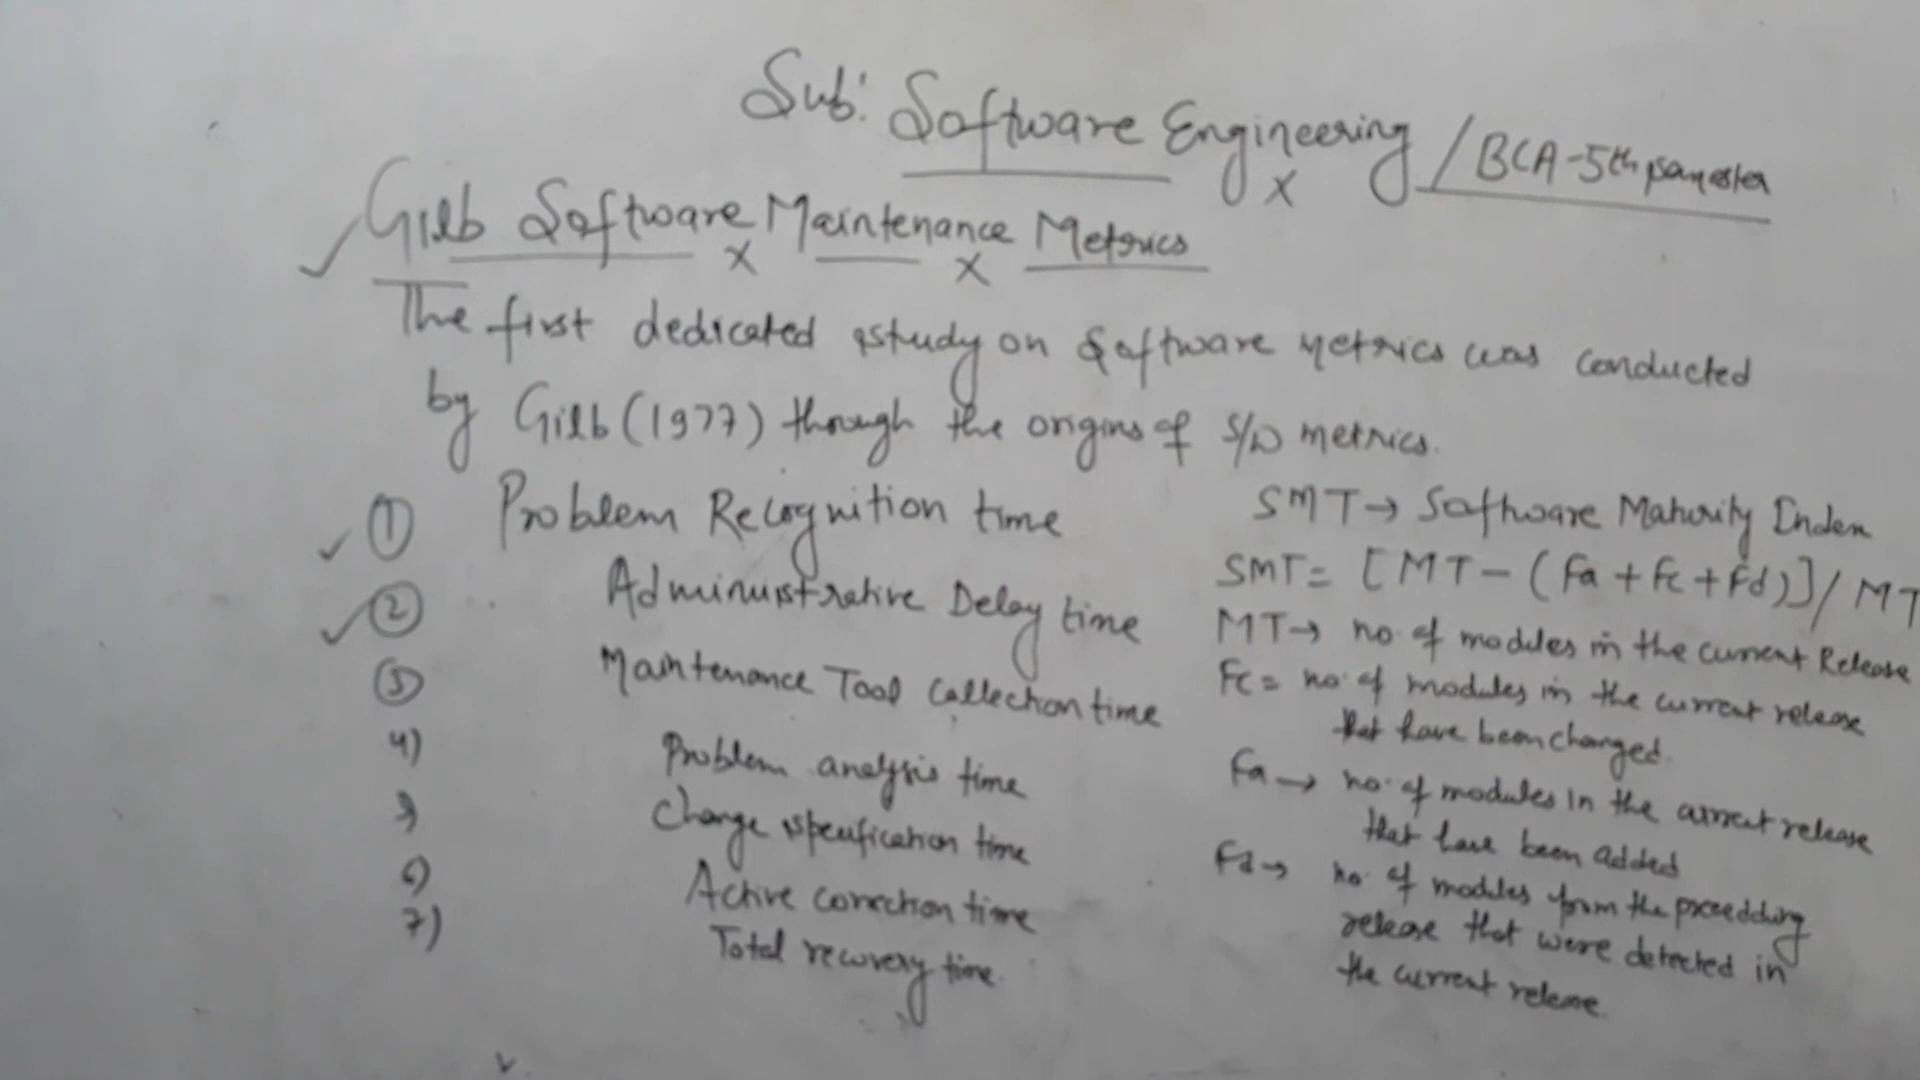 Sub: Software Engineering / BCA-5th semester
Gilb Software Maintenance Metrics
The first dedicated study on software metrics was conducted
by Gilb (1977) through the origins of S/W metrics.
① Problem Recognition time
② Administrative Delay time
③ Maintenance Tool Collection time
4) Problem analysis time
5) Change specification time
6) Active correction time
7) Total recovery time.
SMT → Software Maturity Index
SMT = [MT - (Fa + Fc + Fd)] / MT
MT → no. of modules in the current Release
Fc = no. of modules in the current release
that have been changed.
Fa → no. of modules in the current release
that have been added
Fd → no. of modules from the preceeding
release that were detected in
the current release.